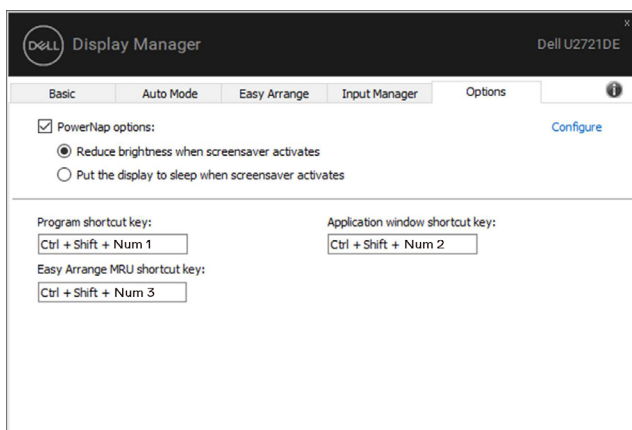 x
DELL Display Manager Dell U2721DE
Basic Auto Mode Easy Arrange Input Manager Options i
PowerNap options: Configure
Reduce brightness when screensaver activates
Put the display to sleep when screensaver activates
Program shortcut key: Application window shortcut key:
Ctrl + Shift + Num 1 Ctrl + Shift + Num 2
Easy Arrange MRU shortcut key:
Ctrl + Shift + Num 3